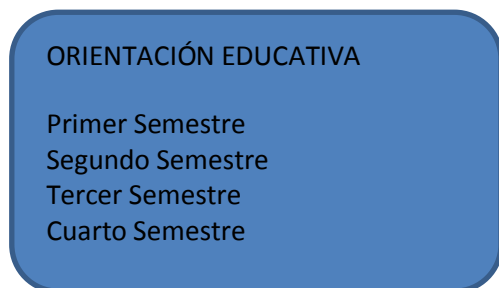 ORIENTACIÓN EDUCATIVA
Primer Semestre
Segundo Semestre
Tercer Semestre
Cuarto Semestre